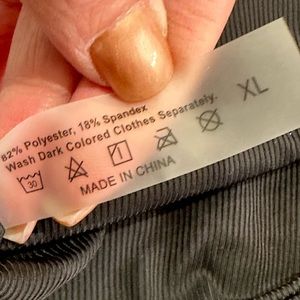 82% Polyester, 18% Spandex
Wash Dark Colored Clothes Separately.
30
MADE IN CHINA
XL